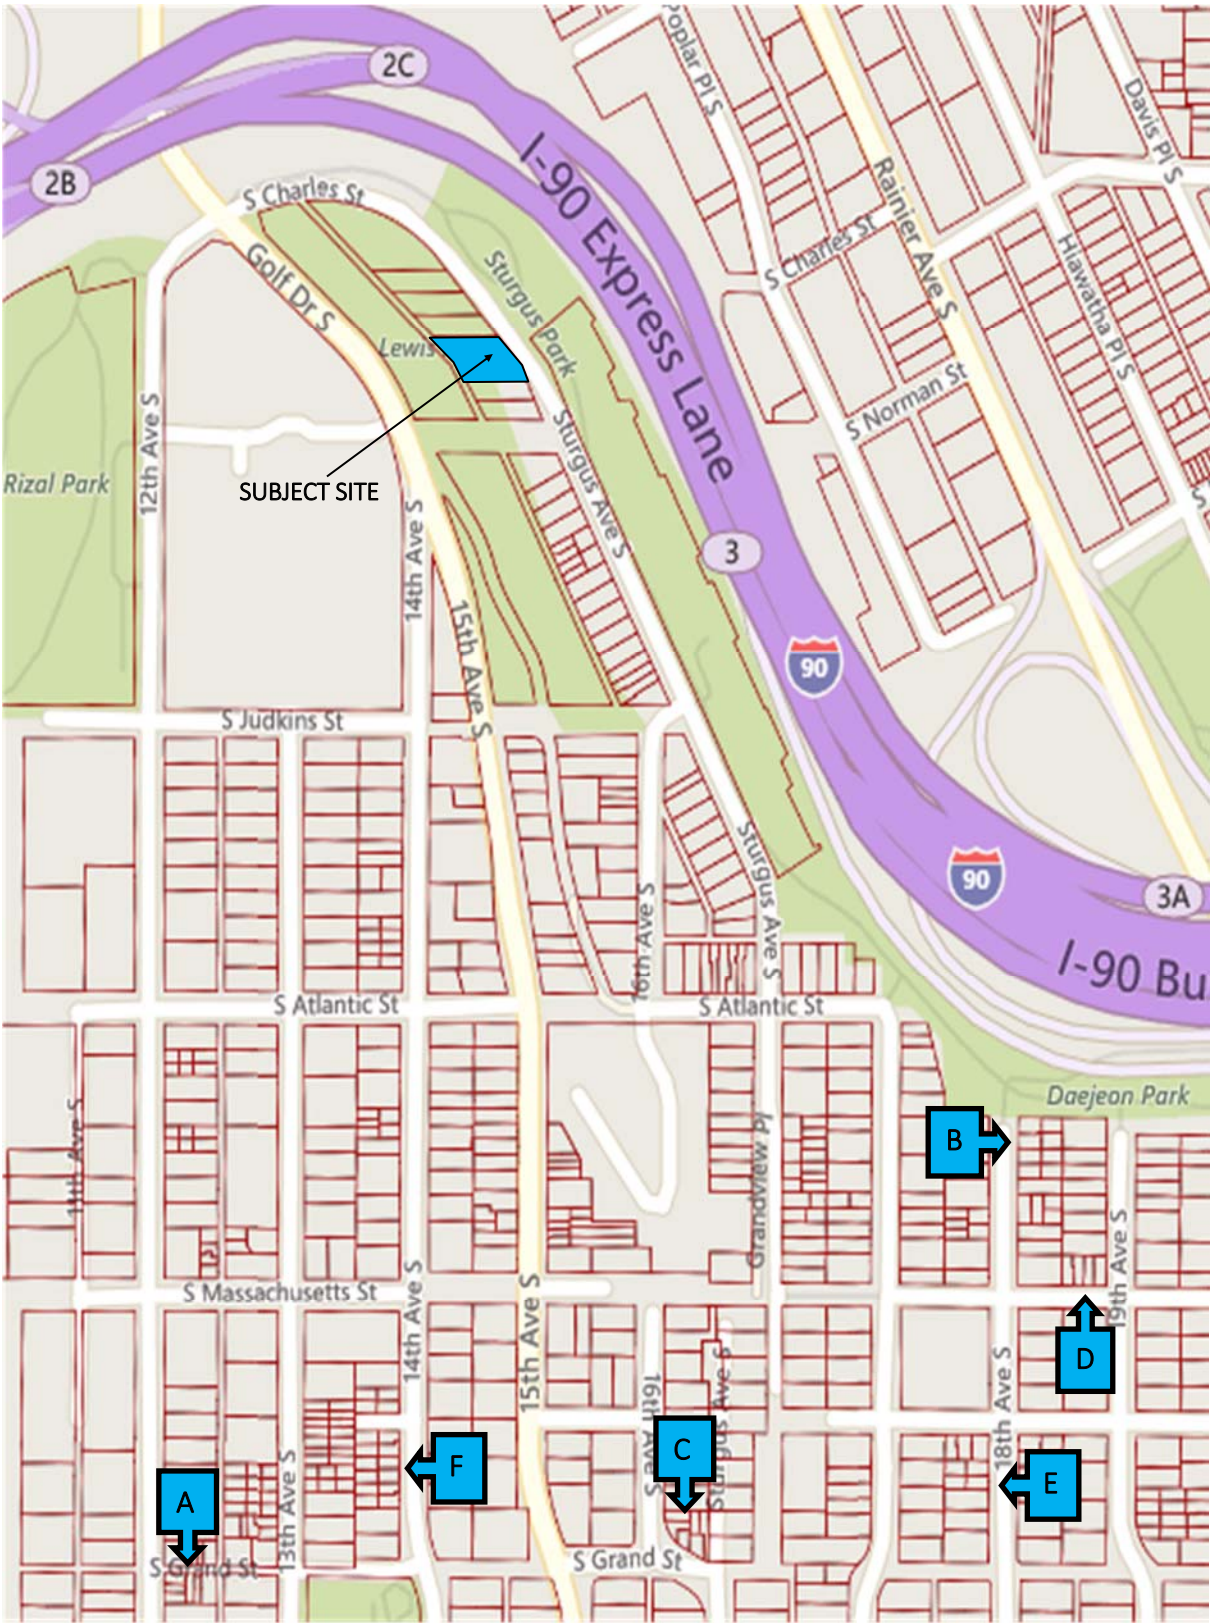 Poplar Pl S
2C
Davis Pl S
I-90 Express Lane
2B
S Charles St
Rainier Ave S
S Charles St
Hiawatha Pl S
Golf Dr S
Sturgus Park
Lewis
S Norman St
12th Ave S
Rizal Park
SUBJECT SITE
Sturgus Ave S
S
14th Ave S
3
15th Ave S
90
S Judkins St
Sturgus Ave S
90
3A
16th Ave S
I-90 Bu
S Atlantic St
S Atlantic St
Daejeon Park
11th Ave S
B
Grandview Pl
19th Ave S
S Massachusetts St
14th Ave S
15th Ave S
D
16th Ave S
Sturgus Ave S
18th Ave S
C
F
E
A
13th Ave S
S Grand St
S Grand St